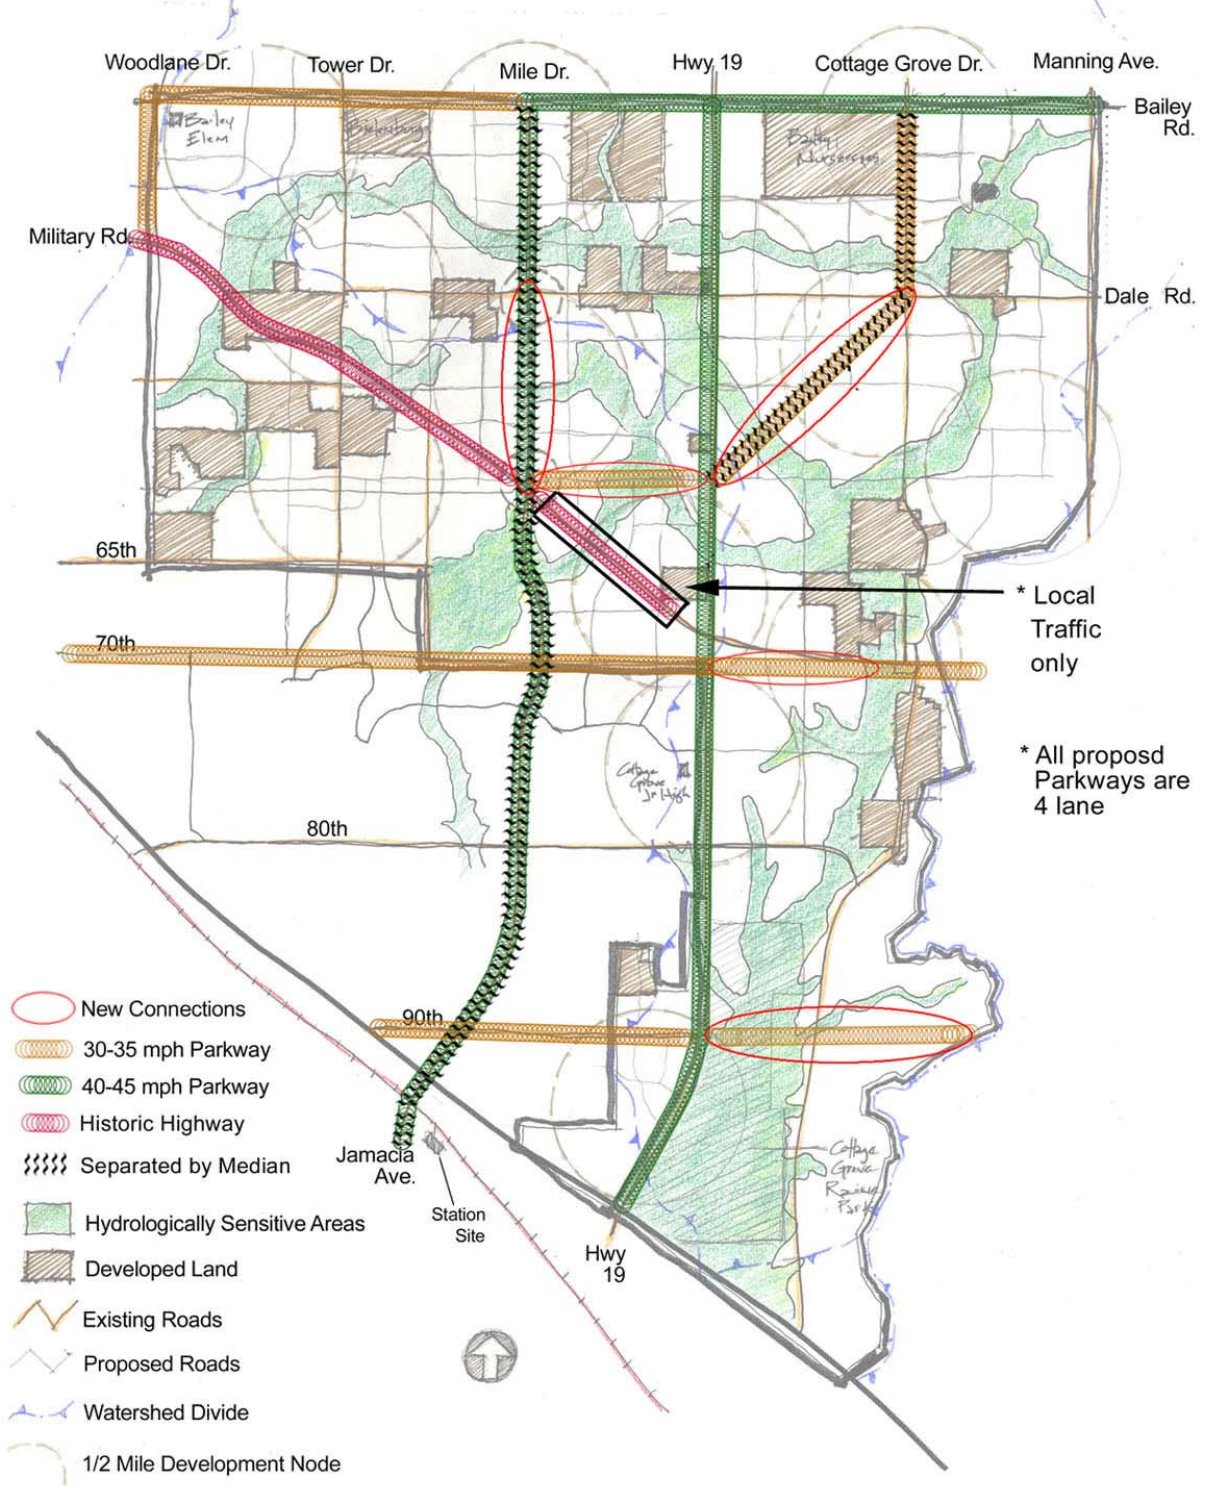 Woodlane Dr.
Tower Dr.
Mile Dr.
Hwy 19
Cottage Grove Dr.
Manning Ave.
Bailey
Rd.
Bailey
Elem
Bailey
Nurseries
Military Rd.
Dale Rd.
65th
* Local
Traffic
only
70th
* All proposd
Parkways are
4 lane
Cottage
Grove
Jr High
80th
90th
New Connections
30-35 mph Parkway
40-45 mph Parkway
Historic Highway
Separated by Median
Hydrologically Sensitive Areas
Developed Land
Existing Roads
Proposed Roads
Watershed Divide
1/2 Mile Development Node
Jamacia
Ave.
Station
Site
Hwy
19
Cottage
Grove
Ravine
Park